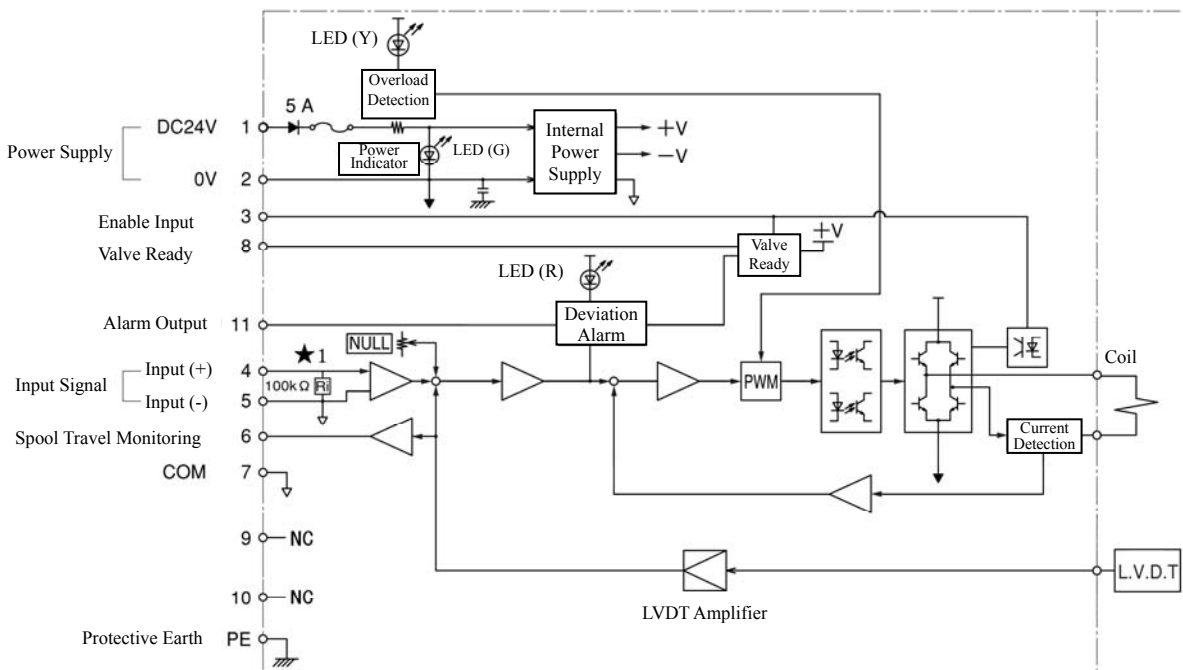 LED (Y)
Overload
Detection
5 A
DC24V 1
Power Supply
Power
Indicator
LED (G)
Internal
Power
Supply
+V
−V
0V 2
Enable Input 3
Valve Ready 8
Valve
Ready
+V
LED (R)
Alarm Output 11
Deviation
Alarm
NULL
★1
Input Signal
Input (+) 4
100kΩ Ri
Input (-) 5
PWM
Coil
Current
Detection
Spool Travel Monitoring 6
COM 7
9 NC
L.V.D.T
10 NC
LVDT Amplifier
Protective Earth PE